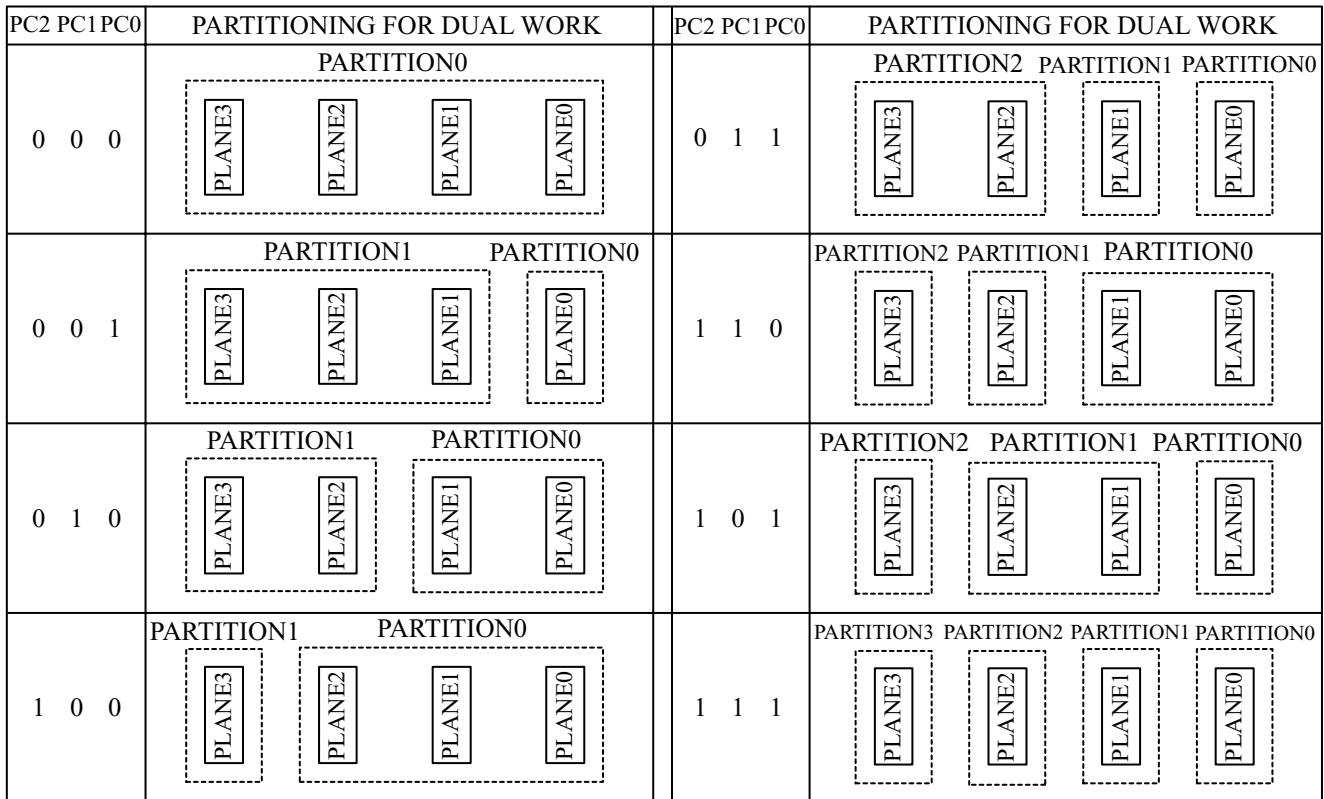 PC2 PC1PC0 PARTITIONING FOR DUAL WORK PC2 PC1PC0 PARTITIONING FOR DUAL WORK
0 0 0
PARTITION0
PLANE3 PLANE2 PLANE1 PLANE0
0 1 1
PARTITION2 PARTITION1 PARTITION0
PLANE3 PLANE2 PLANE1 PLANE0
0 0 1
PARTITION1 PARTITION0
PLANE3 PLANE2 PLANE1 PLANE0
1 1 0
PARTITION2 PARTITION1 PARTITION0
PLANE3 PLANE2 PLANE1 PLANE0
0 1 0
PARTITION1 PARTITION0
PLANE3 PLANE2 PLANE1 PLANE0
1 0 1
PARTITION2 PARTITION1 PARTITION0
PLANE3 PLANE2 PLANE1 PLANE0
1 0 0
PARTITION1 PARTITION0
PLANE3 PLANE2 PLANE1 PLANE0
1 1 1
PARTITION3 PARTITION2 PARTITION1 PARTITION0
PLANE3 PLANE2 PLANE1 PLANE0